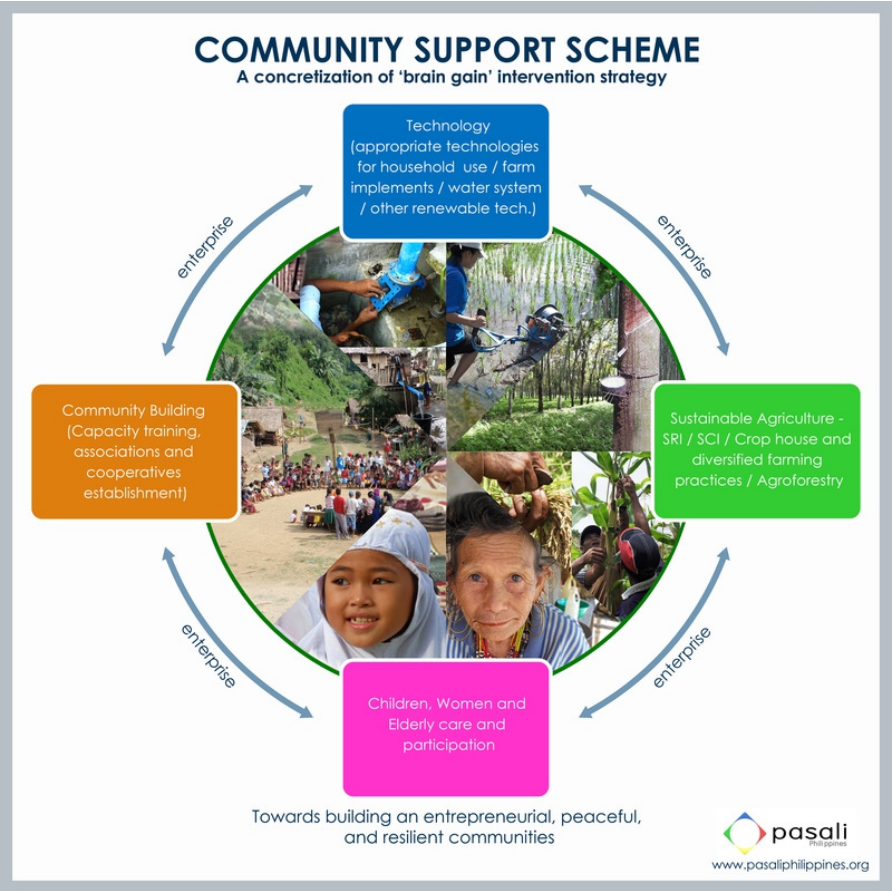 COMMUNITY SUPPORT SCHEME
A concretization of ‘brain gain’ intervention strategy
Technology
(appropriate technologies
for household use / farm
implements / water system
/ other renewable tech.)
enterprise
enterprise
Community Building
(Capacity training,
associations and
cooperatives
establishment)
Sustainable Agriculture -
SRI / SCI / Crop house and
diversified farming
practices / Agroforestry
enterprise
enterprise
Children, Women and
Elderly care and
participation
Towards building an entrepreneurial, peaceful,
and resilient communities
pasali
Philippines
www.pasaliphilippines.org